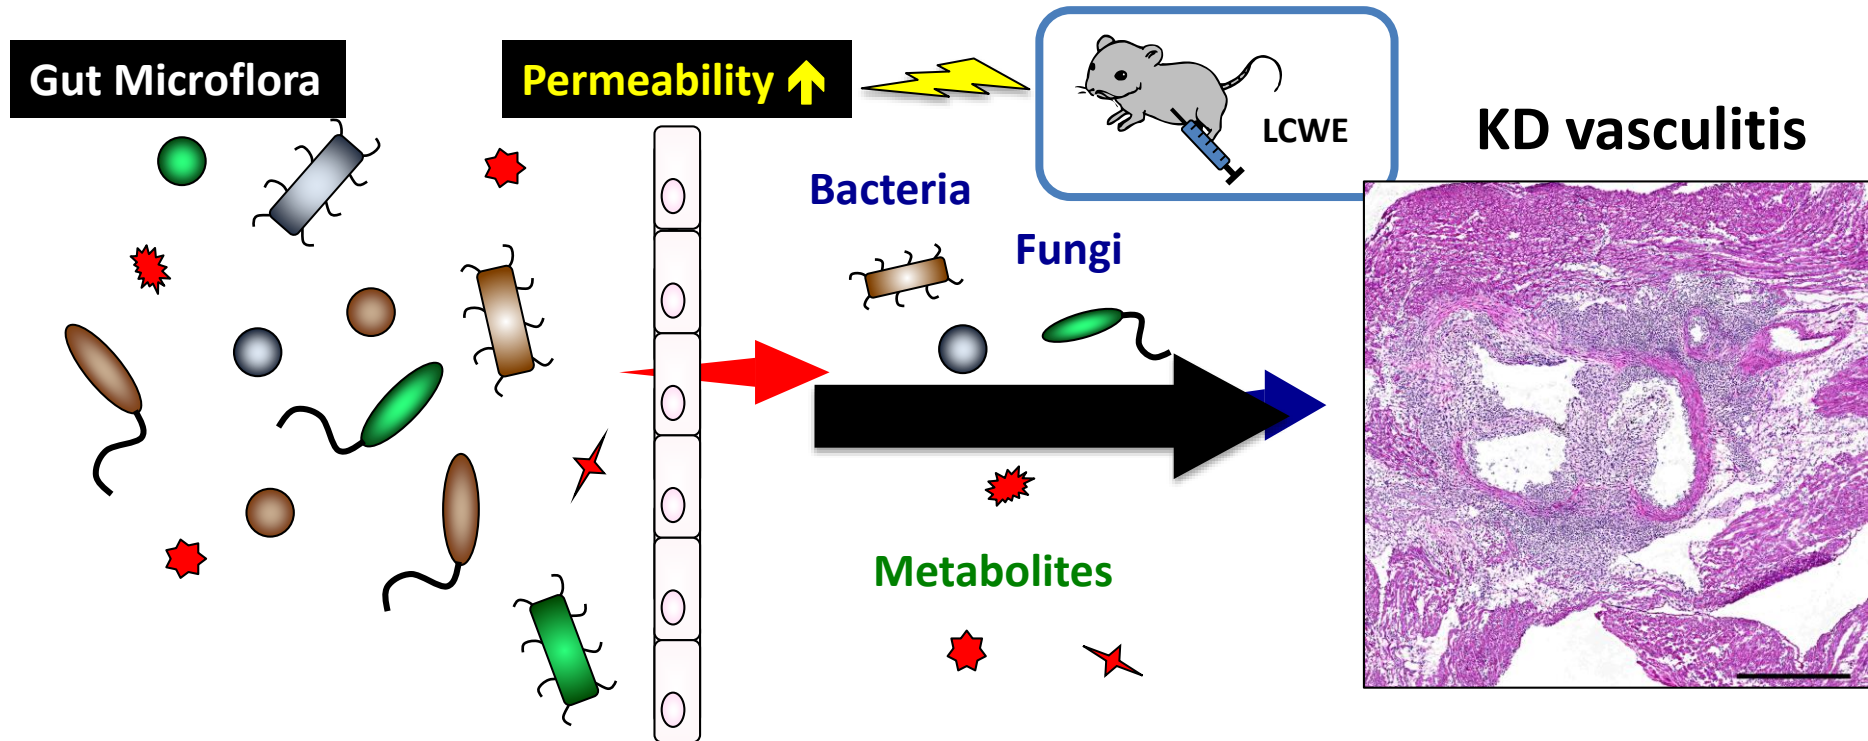 Gut Microflora
Permeability ↑
LCWE
KD vasculitis
Bacteria
Fungi
Metabolites